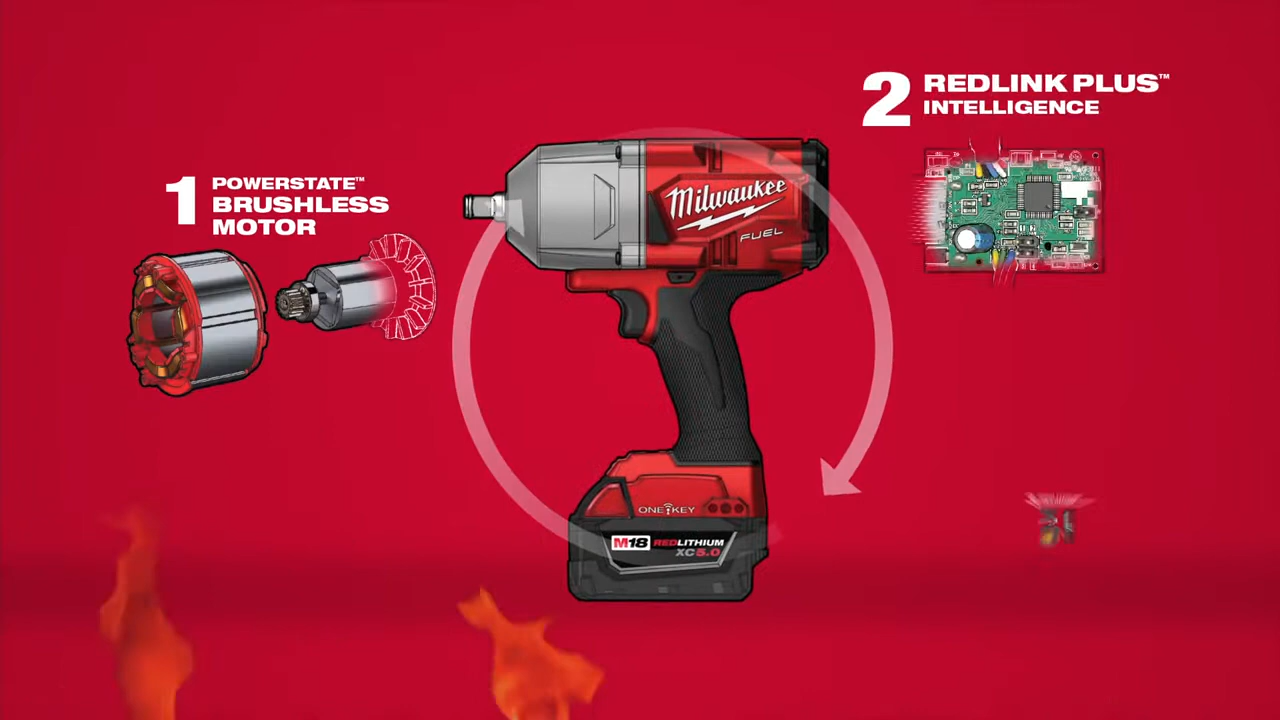 1 POWERSTATE™
BRUSHLESS
MOTOR
2 REDLINK PLUS™
INTELLIGENCE
Milwaukee
FUEL
ONE KEY
M18 REDLITHIUM
XC5.0